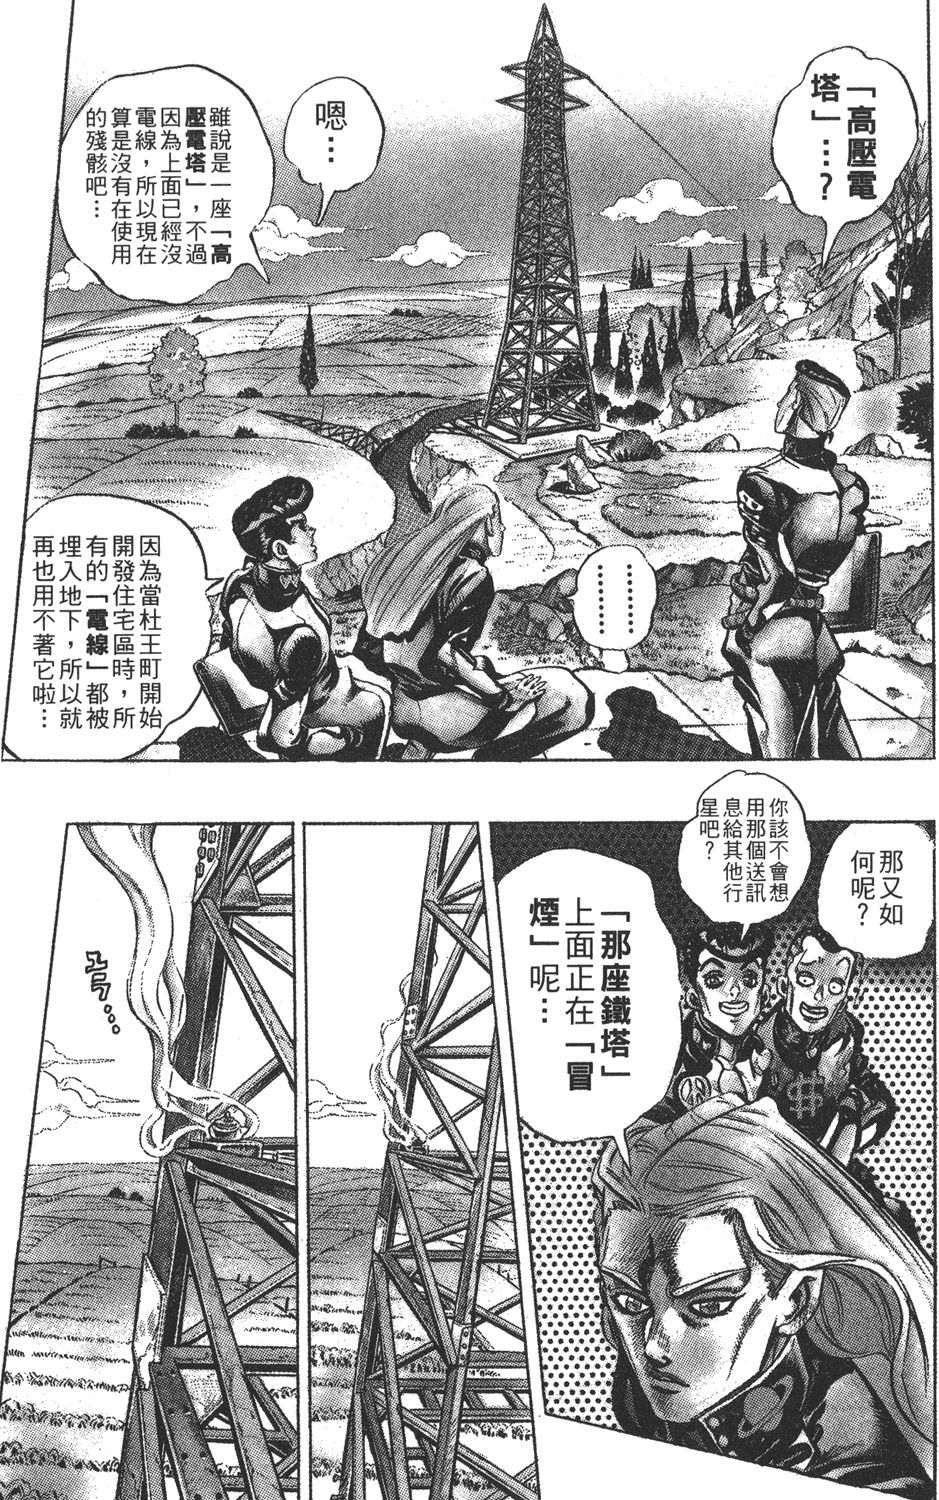 「高壓電
塔」…？
嗯…
雖說是一座「高
壓電塔」，不過
因為上面已經沒
電線，所以現在
算是沒有在使用
的殘骸吧…
………
………
因為當杜王町開始
開發住宅區時，所
有的「電線」都被
埋入地下，所以就
再也用不著它啦…
那又如
何呢？
你該不會想
用那個送訊
息給其他行
星吧？
「那座鐵塔」
上面正在「冒
煙」呢…
ユラ…